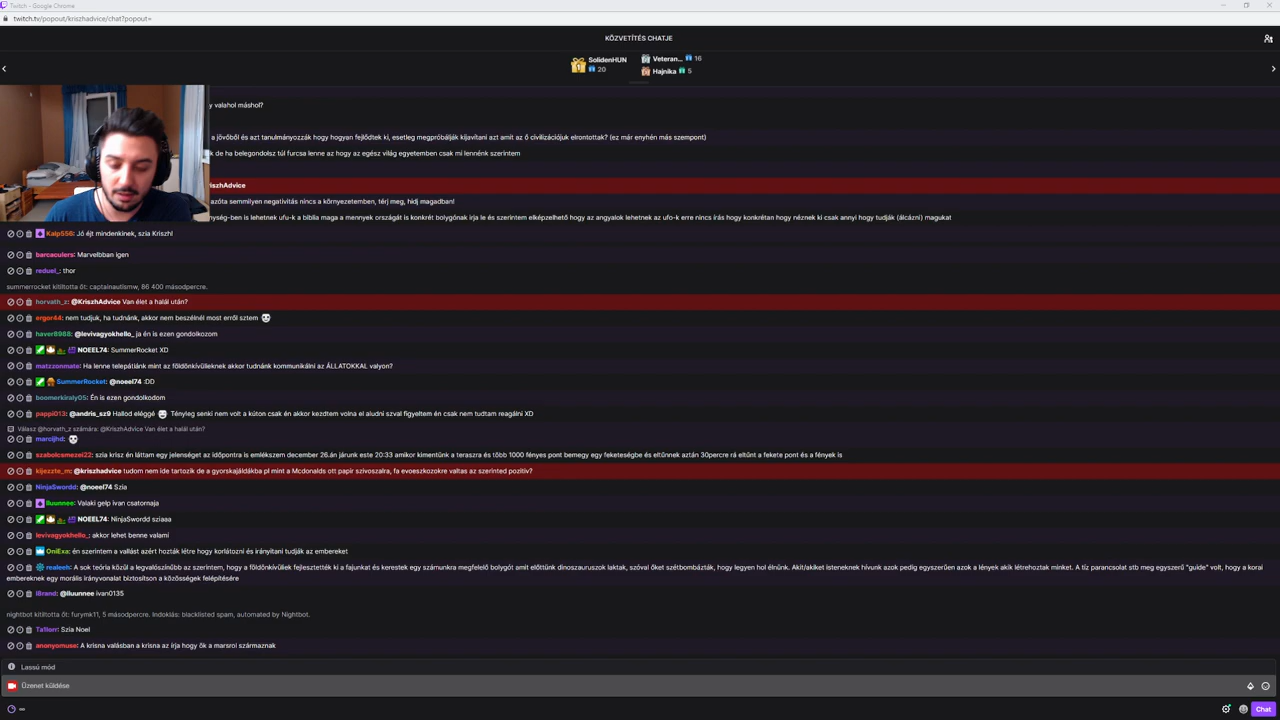 Twitch - Google Chrome
twitch.tv/popout/kriszhadvice/chat?popout=
KÖZVETÍTÉS CHATJE
SolidenHUN
20
Veteran... 16
Hajnika 5
y valahol máshol?
a jövőből és azt tanulmányozzák hogy hogyan fejlődtek ki, esetleg megpróbálják kijavítani azt amit az ő civilizációjuk elrontottak? (ez már enyhén más szempont)
k de ha belegondolsz túl furcsa lenne az hogy az egész világ egyetemben csak mi lennénk szerintem
iszhAdvice
azóta semmilyen negativitás nincs a környezetemben, térj meg, hidj magadban!
nység-ben is lehetnek ufu-k a biblia maga a mennyek országát is konkrét bolygónak irja le és szerintem elképzelhető hogy az angyalok lehetnek az ufo-k erre nincs írás hogy konkrétan hogy néznek ki csak annyi hogy tudják (álcázni) magukat
Kalp556: Jó éjt mindenkinek, szia Kriszh!
barcaculers: Marvelbban igen
reduel_: thor
summerrocket kitiltotta őt: captainautismw, 86 400 másodpercre.
horvath_z: @KriszhAdvice Van élet a halál után?
ergor44: nem tudjuk, ha tudnánk, akkor nem beszélnél most erről sztem
haver8988: @levivagyokhello_ ja én is ezen gondolkozom
NOEEL74: SummerRocket XD
matzzonmate: Ha lenne telepátiánk mint az földönkívülieknek akkor tudnánk kommunikálni az ÁLLATOKKAL valyon?
SummerRocket: @noeel74 :DD
boomerkiraly05: Én is ezen gondolkodom
pappi013: @andris_sz9 Hallod eléggé Tényleg senki nem volt a kúton csak én akkor kezdtem volna el aludni szval figyeltem én csak nem tudtam reagálni XD
Válasz @horvath_z számára: @KriszhAdvice Van élet a halál után?
marcijhd:
szabolcsmezei22: szia krisz én láttam egy jelenséget az időpontra is emlékszem december 26.án járunk este 20:33 amikor kimentünk a teraszra és több 1000 fényes pont bemegy egy feketeségbe és eltűnnek aztán 30percre rá eltűnt a fekete pont és a fények is
kijezzte_m: @kriszhadvice tudom nem ide tartozik de a gyorskajáldákba pl mint a Mcdonalds ott papir szivoszalra, fa evoeszkozokre valtas az szerinted pozitiv?
NinjaSwordd: @noeel74 Szia
lluunnee: Valaki gelp ivan csatornaja
NOEEL74: NinjaSwordd sziaaa
levivagyokhello_: akkor lehet benne valami
OniExa: én szerintem a vallást azért hozták létre hogy korlátozni és irányítani tudják az embereket
realeeh: A sok teória közül a legvalószínűbb az szerintem, hogy a földönkívüliek fejlesztették ki a fajunkat és kerestek egy számunkra megfelelő bolygót amit előttünk dinoszauruszok laktak, szóval őket szétbombázták, hogy legyen hol élnünk. Akit/akiket isteneknek hívunk azok pedig egyszerűen azok a lények akik létrehoztak minket. A tíz parancsolat stb meg egyszerű "guide" volt, hogy a korai
embereknek egy morális irányvonalat biztosítson a közösségek felépítésére
iBrand: @lluunnee ivan0135
nightbot kitiltotta őt: furymk11, 5 másodpercre. Indoklás: blacklisted spam, automated by Nightbot.
Ta1lorr: Szia Noel
anonyomuse: A krisna valásban a krisna az írja hogy ők a marsrol származnak
Lassú mód
Üzenet küldése
Chat